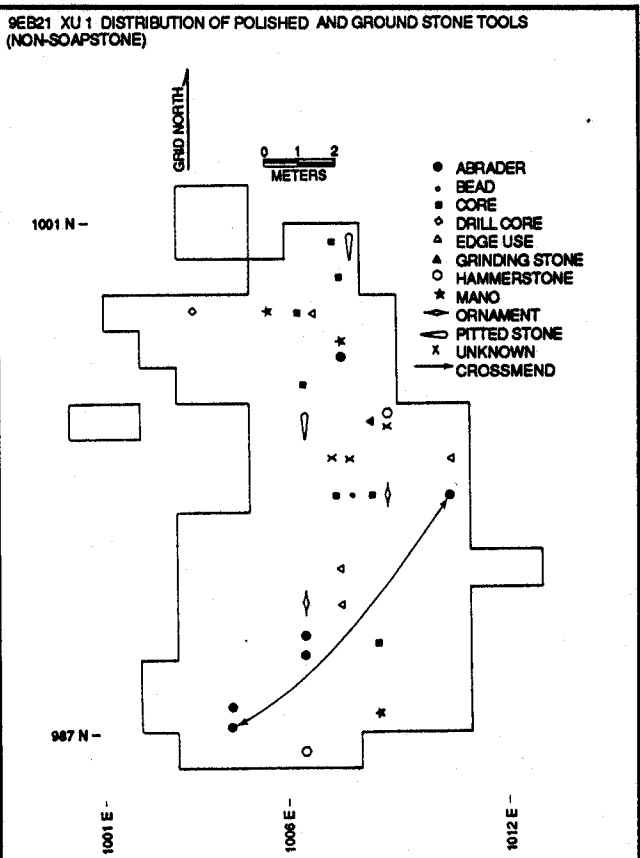 9EB21 XU 1 DISTRIBUTION OF POLISHED AND GROUND STONE TOOLS
(NON-SOAPSTONE)
GRID NORTH
0 1 2
METERS
ABRADER
BEAD
CORE
DRILL CORE
EDGE USE
GRINDING STONE
HAMMERSTONE
MANO
ORNAMENT
PITTED STONE
UNKNOWN
CROSSMEND
1001 N -
987 N -
1001 E -
1006 E -
1012 E -